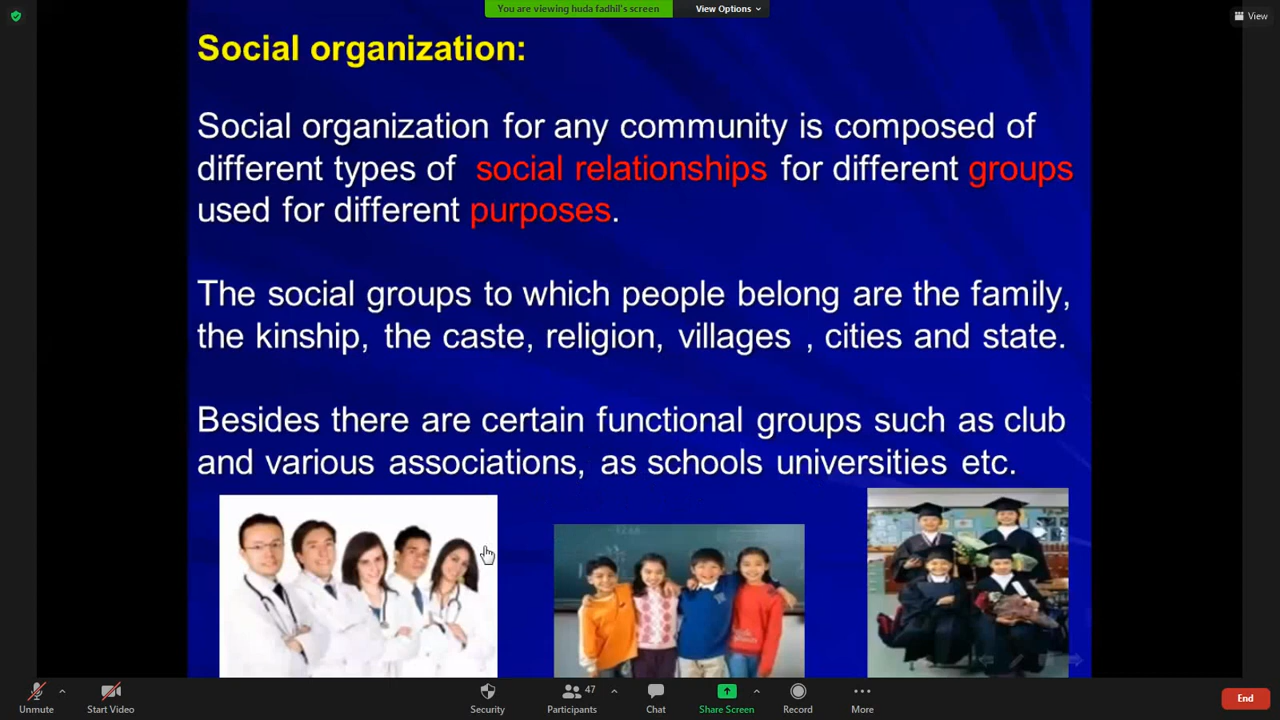 You are viewing huda fadhil's screen
View Options
View
Social organization:
Social organization for any community is composed of
different types of social relationships for different groups
used for different purposes.
The social groups to which people belong are the family,
the kinship, the caste, religion, villages , cities and state.
Besides there are certain functional groups such as club
and various associations, as schools universities etc.
Unmute
Start Video
Security
Participants 47
Chat
Share Screen
Record
More
End